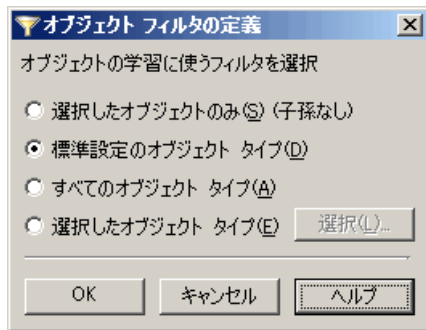 オブジェクト フィルタの定義
オブジェクトの学習に使うフィルタを選択
選択したオブジェクトのみ(S) (子孫なし)
標準設定のオブジェクト タイプ(D)
すべてのオブジェクト タイプ(A)
選択したオブジェクト タイプ(E) 選択(L)...
OK キャンセル ヘルプ